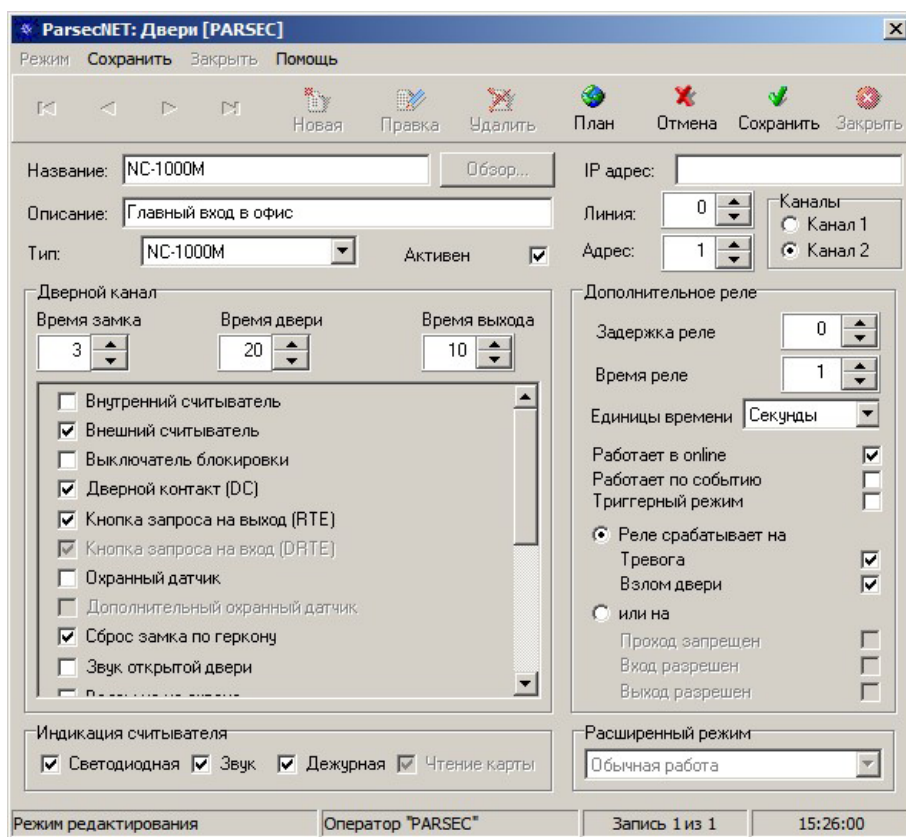 ParsecNET: Двери [PARSEC]
Режим Сохранить Закрыть Помощь
Новая Правка Удалить План Отмена Сохранить Закрыть
Название: NC-1000M Обзор... IP адрес:
Описание: Главный вход в офис Линия: 0 Каналы
Канал 1
Тип: NC-1000M Активен Адрес: 1 Канал 2
Дверной канал Дополнительное реле
Время замка Время двери Время выхода Задержка реле 0
3 20 10 Время реле 1
Внутренний считыватель Единицы времени Секунды
Внешний считыватель
Выключатель блокировки Работает в online
Дверной контакт (DC) Работает по событию
Кнопка запроса на выход (RTE) Триггерный режим
Кнопка запроса на вход (DRTE) Реле срабатывает на
Охранный датчик Тревога
Дополнительный охранный датчик Взлом двери
Сброс замка по геркону или на
Звук открытой двери Проход запрещен
Вход разрешен
Выход разрешен
Индикация считывателя Расширенный режим
Светодиодная Звук Дежурная Чтение карты Обычная работа
Режим редактирования Оператор "PARSEC" Запись 1 из 1 15:26:00